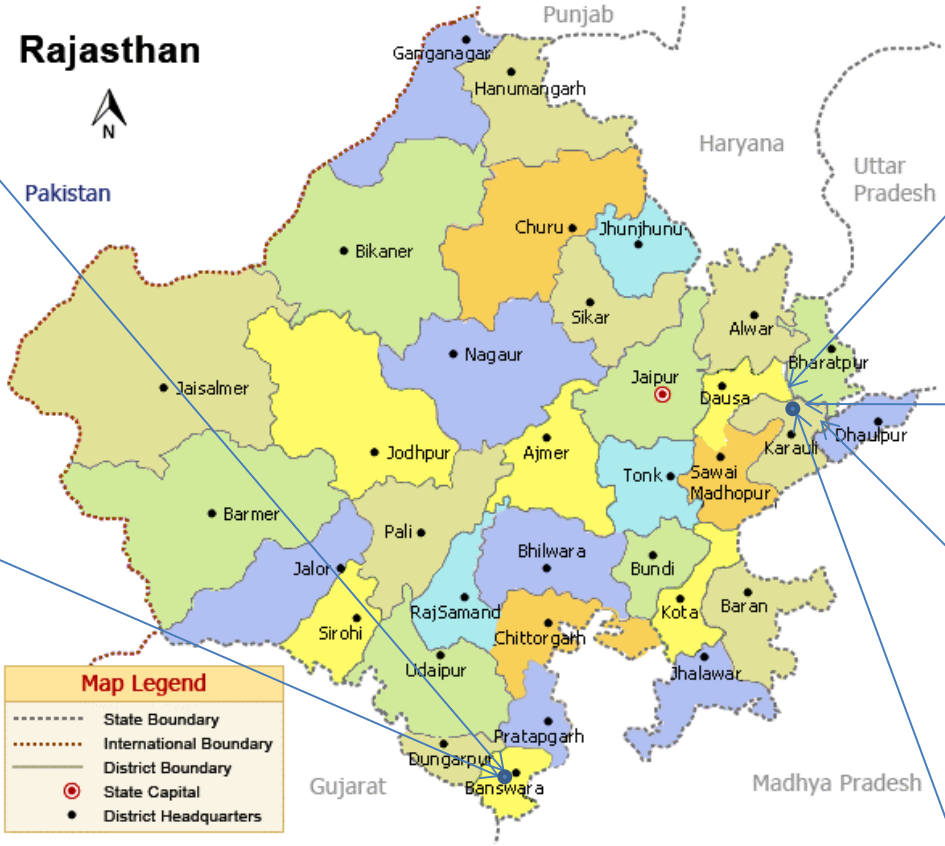 Punjab
Rajasthan
Ganganagar
Hanumangarh
N
Haryana
Uttar
Pradesh
Pakistan
Churu
Jhunjhunu
Bikaner
Sikar
Alwar
Nagaur
Bharatpur
Jaipur
Jaisalmer
Dausa
Dhaulpur
Karauli
Jodhpur
Ajmer
Tonk
Sawai
Madhopur
Barmer
Pali
Bhilwara
Jalor
Bundi
RajSamand
Kota
Baran
Sirohi
Chittorgarh
Udaipur
Jhalawar
Map Legend
State Boundary
International Boundary
District Boundary
State Capital
District Headquarters
Pratapgarh
Dungarpur
Gujarat
Banswara
Madhya Pradesh